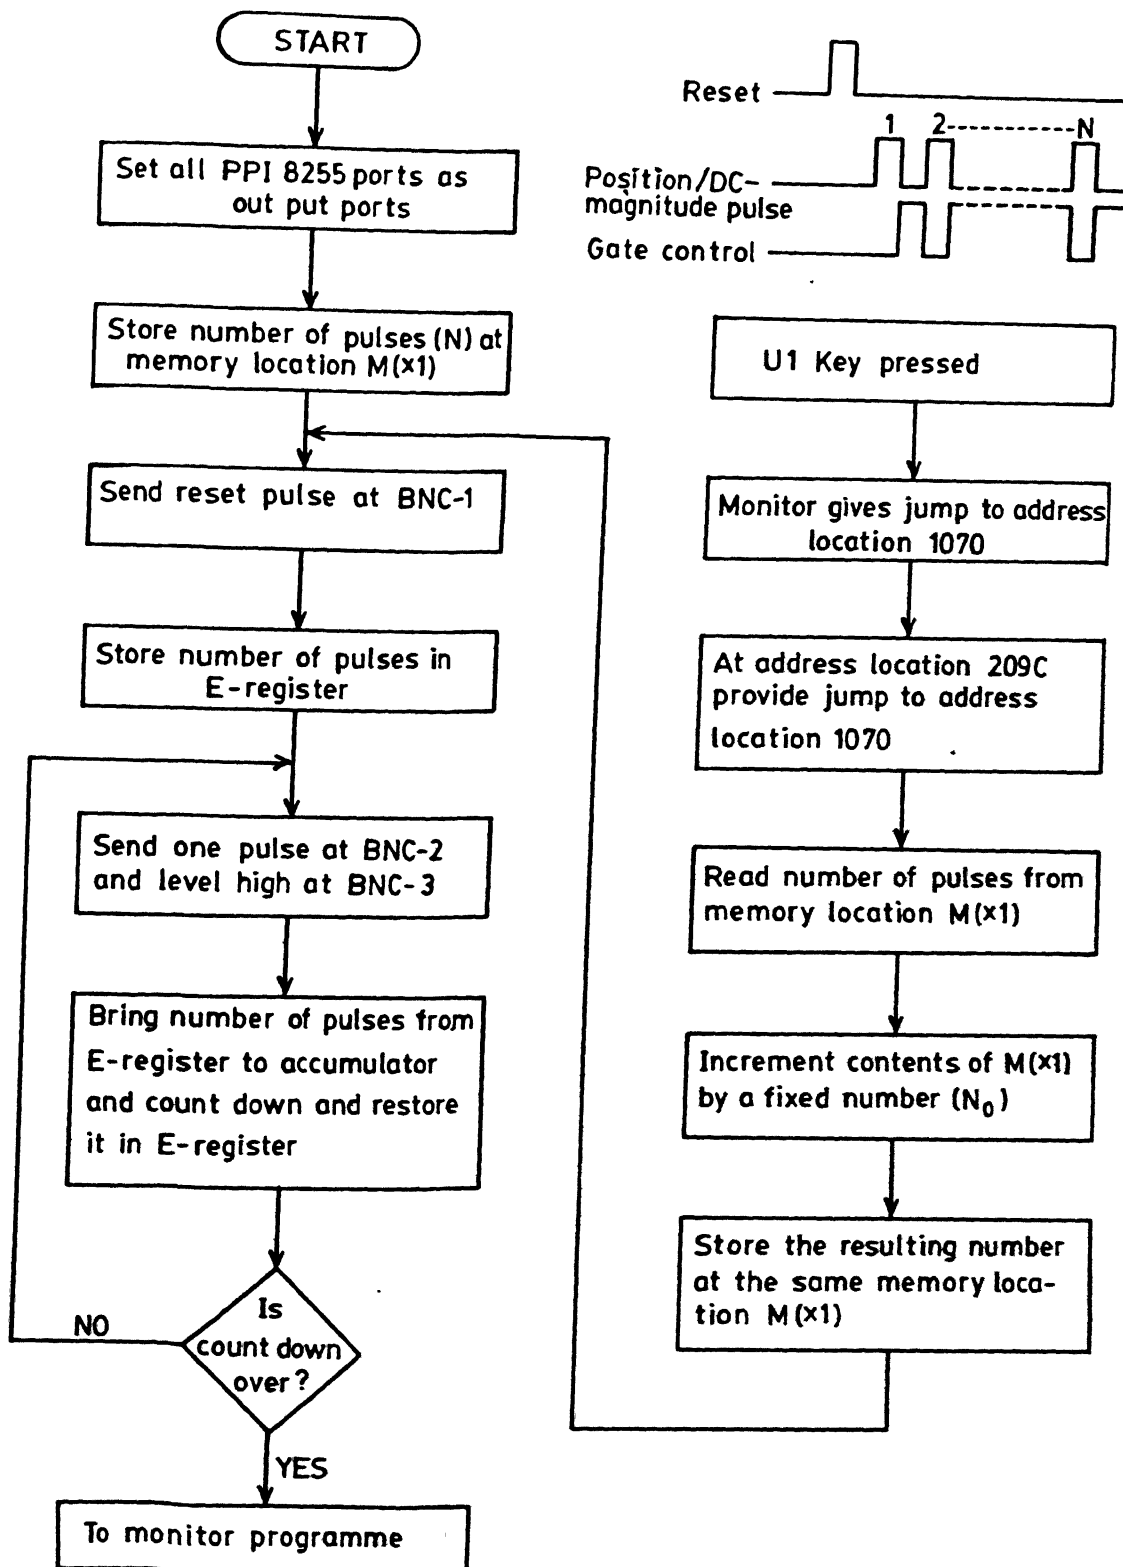 START
Set all PPI 8255 ports as
out put ports
Store number of pulses (N) at
memory location M(x1)
Send reset pulse at BNC-1
Store number of pulses in
E-register
Send one pulse at BNC-2
and level high at BNC-3
Bring number of pulses from
E-register to accumulator
and count down and restore
it in E-register
Is
count down
over?
NO
YES
To monitor programme
Reset
1 2 N
Position/DC-
magnitude pulse
Gate control
U1 Key pressed
Monitor gives jump to address
location 1070
At address location 209C
provide jump to address
location 1070
Read number of pulses from
memory location M(x1)
Increment contents of M(x1)
by a fixed number (N₀)
Store the resulting number
at the same memory loca-
tion M(x1)